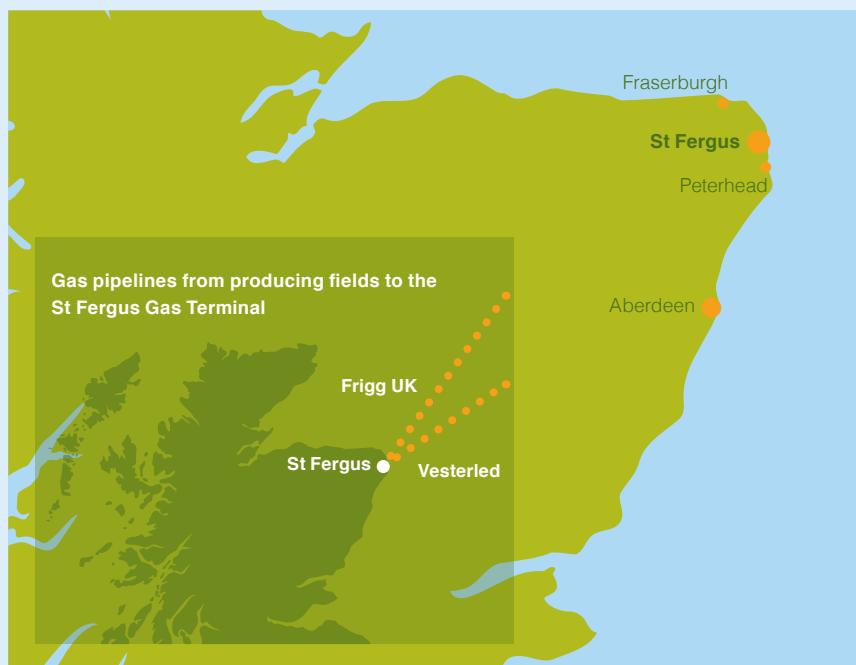 Fraserburgh
St Fergus
Peterhead
Aberdeen
Gas pipelines from producing fields to the
St Fergus Gas Terminal
Frigg UK
St Fergus
Vesterled